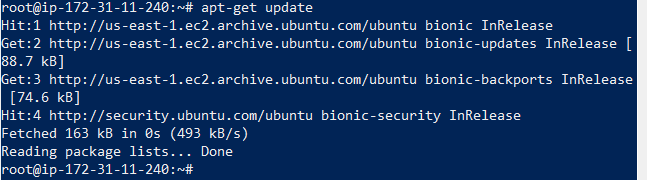 root@ip-172-31-11-240:~# apt-get update
Hit:1 http://us-east-1.ec2.archive.ubuntu.com/ubuntu bionic InRelease
Get:2 http://us-east-1.ec2.archive.ubuntu.com/ubuntu bionic-updates InRelease [
88.7 kB]
Get:3 http://us-east-1.ec2.archive.ubuntu.com/ubuntu bionic-backports InRelease
 [74.6 kB]
Hit:4 http://security.ubuntu.com/ubuntu bionic-security InRelease
Fetched 163 kB in 0s (493 kB/s)
Reading package lists... Done
root@ip-172-31-11-240:~#